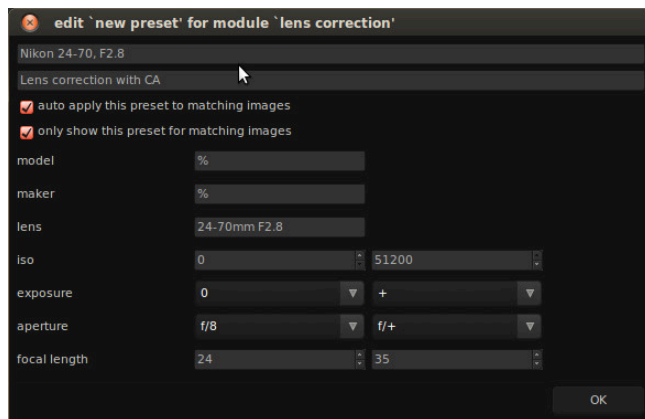 edit `new preset' for module `lens correction'
Nikon 24-70, F2.8
Lens correction with CA
auto apply this preset to matching images
only show this preset for matching images
model %
maker %
lens 24-70mm F2.8
iso 0 51200
exposure 0 +
aperture f/8 f/+
focal length 24 35
OK